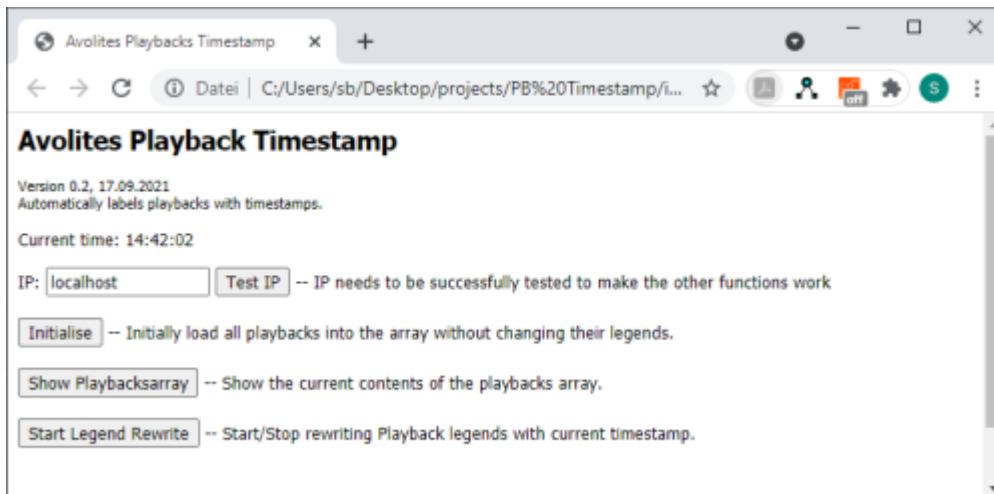 Avolites Playbacks Timestamp
Datei | C:/Users/sb/Desktop/projects/PB%20Timestamp/i...
off
S
Avolites Playback Timestamp
Version 0.2, 17.09.2021
Automatically labels playbacks with timestamps.
Current time: 14:42:02
IP: localhost Test IP -- IP needs to be successfully tested to make the other functions work
Initialise -- Initially load all playbacks into the array without changing their legends.
Show Playbacksarray -- Show the current contents of the playbacks array.
Start Legend Rewrite -- Start/Stop rewriting Playback legends with current timestamp.